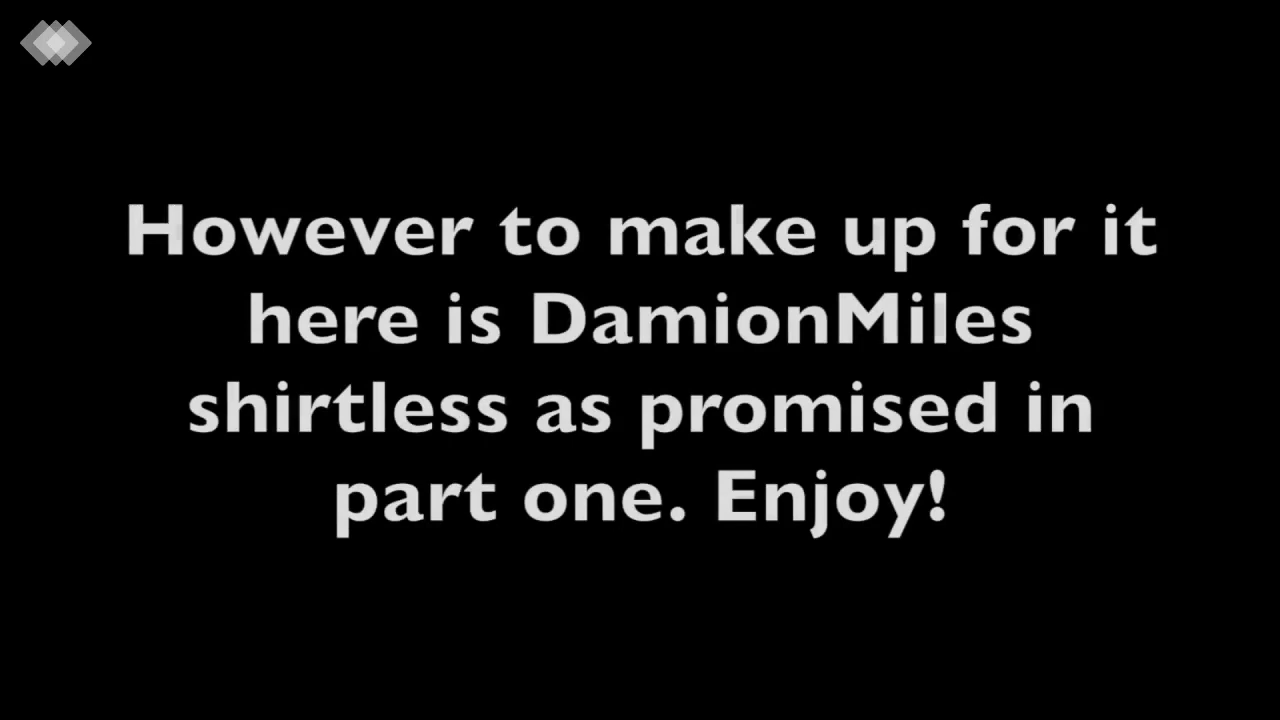 However to make up for it
here is DamionMiles
shirtless as promised in
part one. Enjoy!